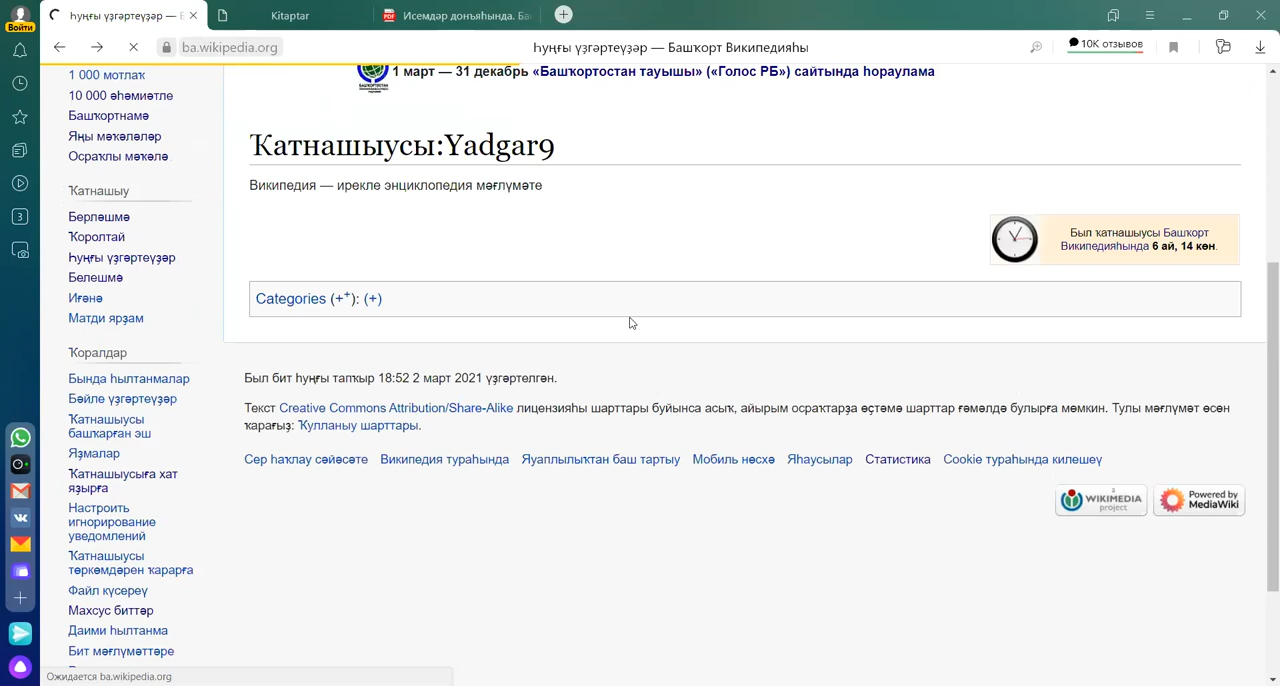 Һуңғы үҙгәртеүҙәр — Б
Kitaptar
Исемдәр донъяһында. Ба
Войти
ba.wikipedia.org
Һуңғы үҙгәртеүҙәр — Башҡорт Википедияһы
10K отзывов
1 март — 31 декабрь «Башҡортостан тауышы» («Голос РБ») сайтында һораулама
1 000 мотлаҡ
10 000 әһәмиәтле
Башҡортнамә
Яңы мәҡәләләр
Осраҡлы мәҡәлә
Ҡатнашыу
Берләшмә
Ҡоролтай
Һуңғы үҙгәртеүҙәр
Белешмә
Иғәнә
Матди ярҙам
Ҡоралдар
Бында һылтанмалар
Бәйле үҙгәртеүҙәр
Ҡатнашыусы
башҡарған эш
Яҙмалар
Ҡатнашыусыға хат
яҙырға
Настроить
игнорирование
уведомлений
Ҡатнашыусы
төркөмдәрен ҡарарға
Файл күсереү
Махсус биттәр
Даими һылтанма
Бит мәғлүмәттәре
Ҡатнашыусы:Yadgar9
Википедия — ирекле энциклопедия мәғлүмәте
Был ҡатнашыусы Башҡорт
Википедияһында 6 ай, 14 көн.
Categories (+⁺): (+)
Был бит һуңғы тапҡыр 18:52 2 март 2021 үҙгәртелгән.
Текст Creative Commons Attribution/Share-Alike лицензияһы шарттары буйынса асыҡ, айырым осраҡтарҙа өҫтәмә шарттар ғәмәлдә булырға мөмкин. Тулы мәғлүмәт өсөн
ҡарағыҙ: Ҡулланыу шарттары.
Сер һаҡлау сәйәсәте Википедия тураһында Яуаплылыҡтан баш тартыу Мобиль нөсхә Яһаусылар Статистика Cookie тураһында килешеү
a
WIKIMEDIA
project
Powered by
MediaWiki
Ожидается ba.wikipedia.org